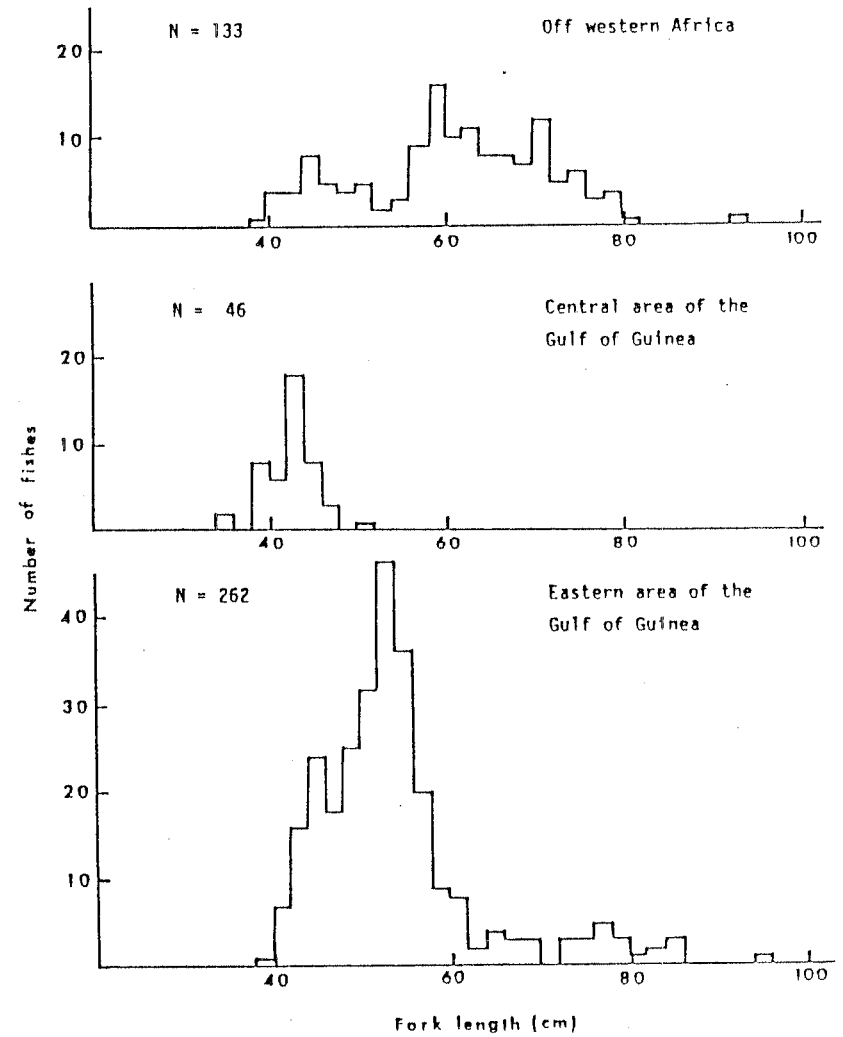 N = 133
Off western Africa
20
10
40 60 80 100
N = 46
Central area of the
Gulf of Guinea
20
10
40 60 80 100
Number of fishes
N = 262
Eastern area of the
Gulf of Guinea
40
30
20
10
40 60 80 100
Fork length (cm)